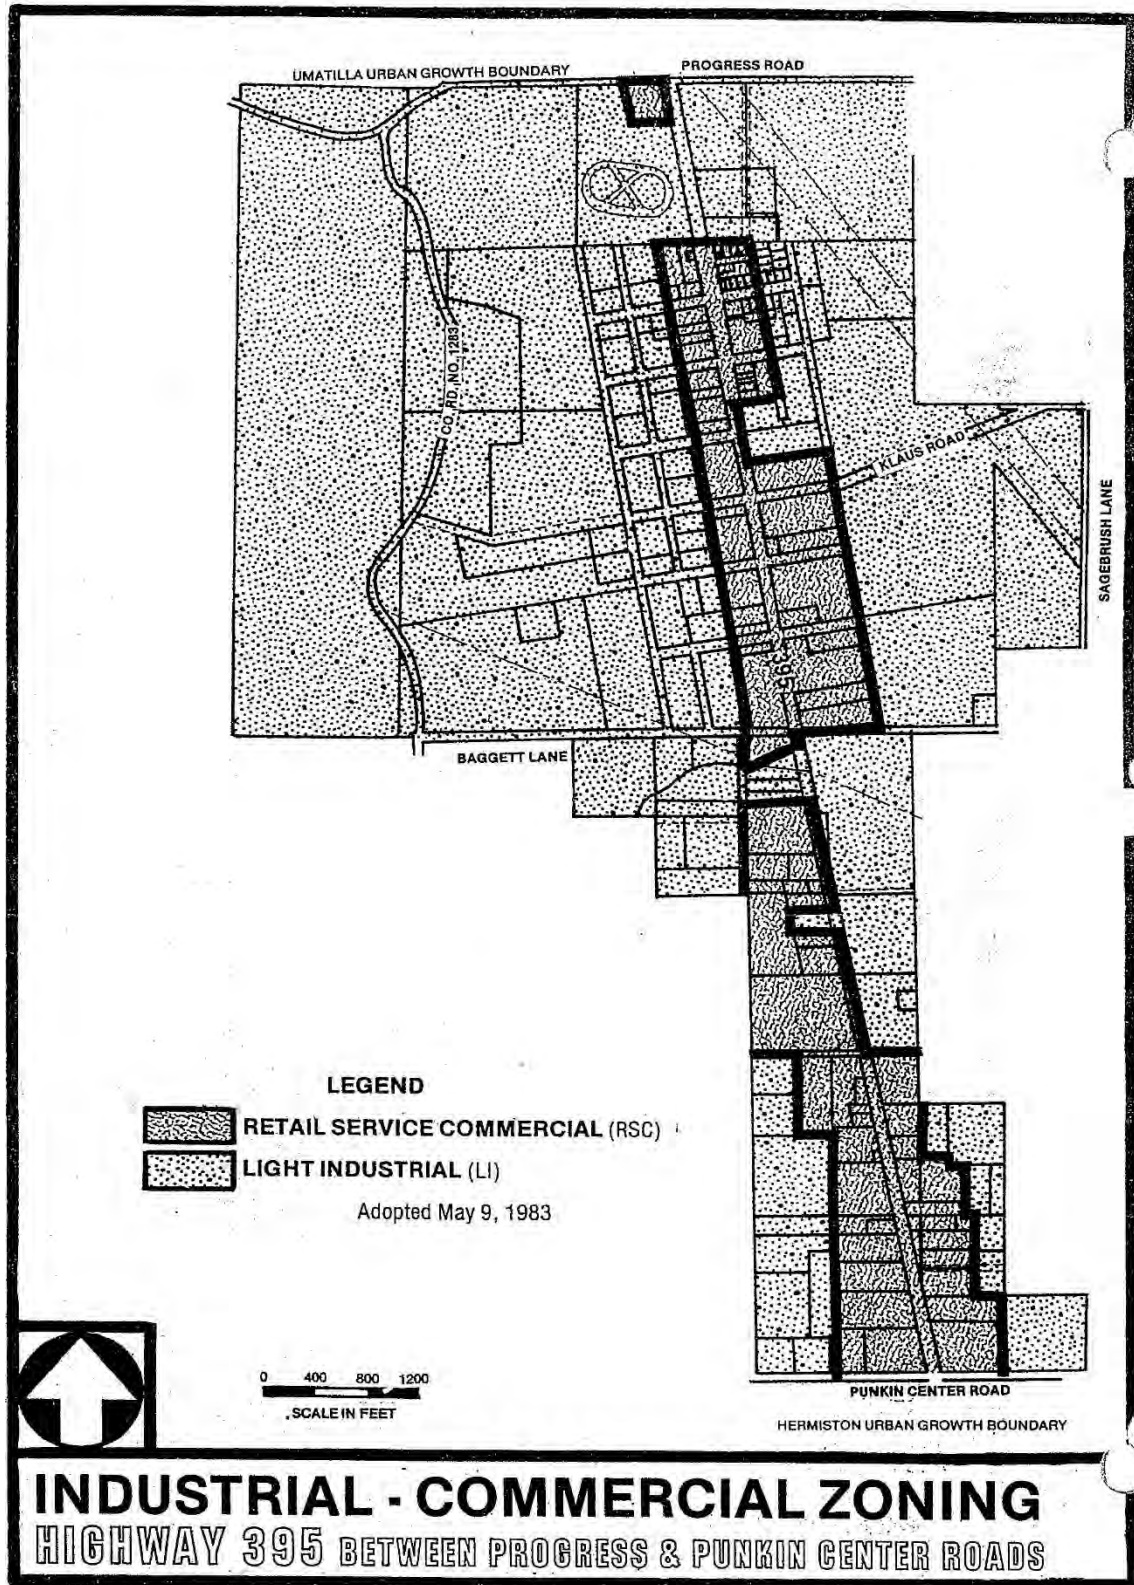 UMATILLA URBAN GROWTH BOUNDARY
PROGRESS ROAD
CO. RD. NO. 1283
KLAUS ROAD
SAGEBRUSH LANE
395
BAGGETT LANE
LEGEND
RETAIL SERVICE COMMERCIAL (RSC)
LIGHT INDUSTRIAL (LI)
Adopted May 9, 1983
0 400 800 1200
SCALE IN FEET
PUNKIN CENTER ROAD
HERMISTON URBAN GROWTH BOUNDARY
INDUSTRIAL - COMMERCIAL ZONING
HIGHWAY 395 BETWEEN PROGRESS & PUNKIN CENTER ROADS